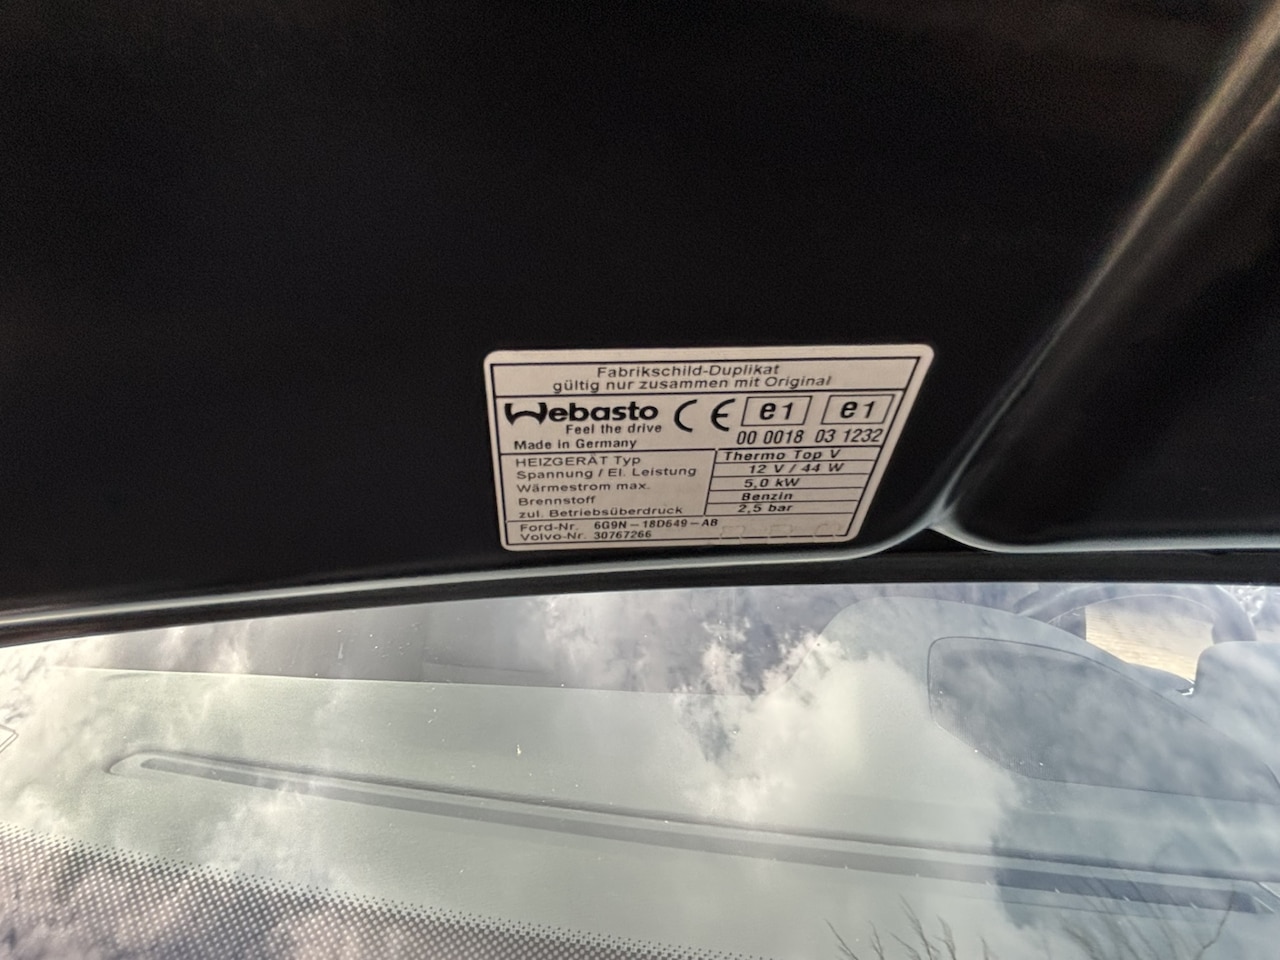 Fabrikschild-Duplikat
gültig nur zusammen mit Original
Webasto CE e1 e1
Feel the drive
Made in Germany 00 0018 03 1232
HEIZGERÄT Typ Thermo Top V
Spannung / El. Leistung 12 V / 44 W
Wärmestrom max. 5,0 kW
Brennstoff Benzin
zul. Betriebsüberdruck 2,5 bar
Ford-Nr. 6G9N-18D649-AB
Volvo-Nr. 30767266